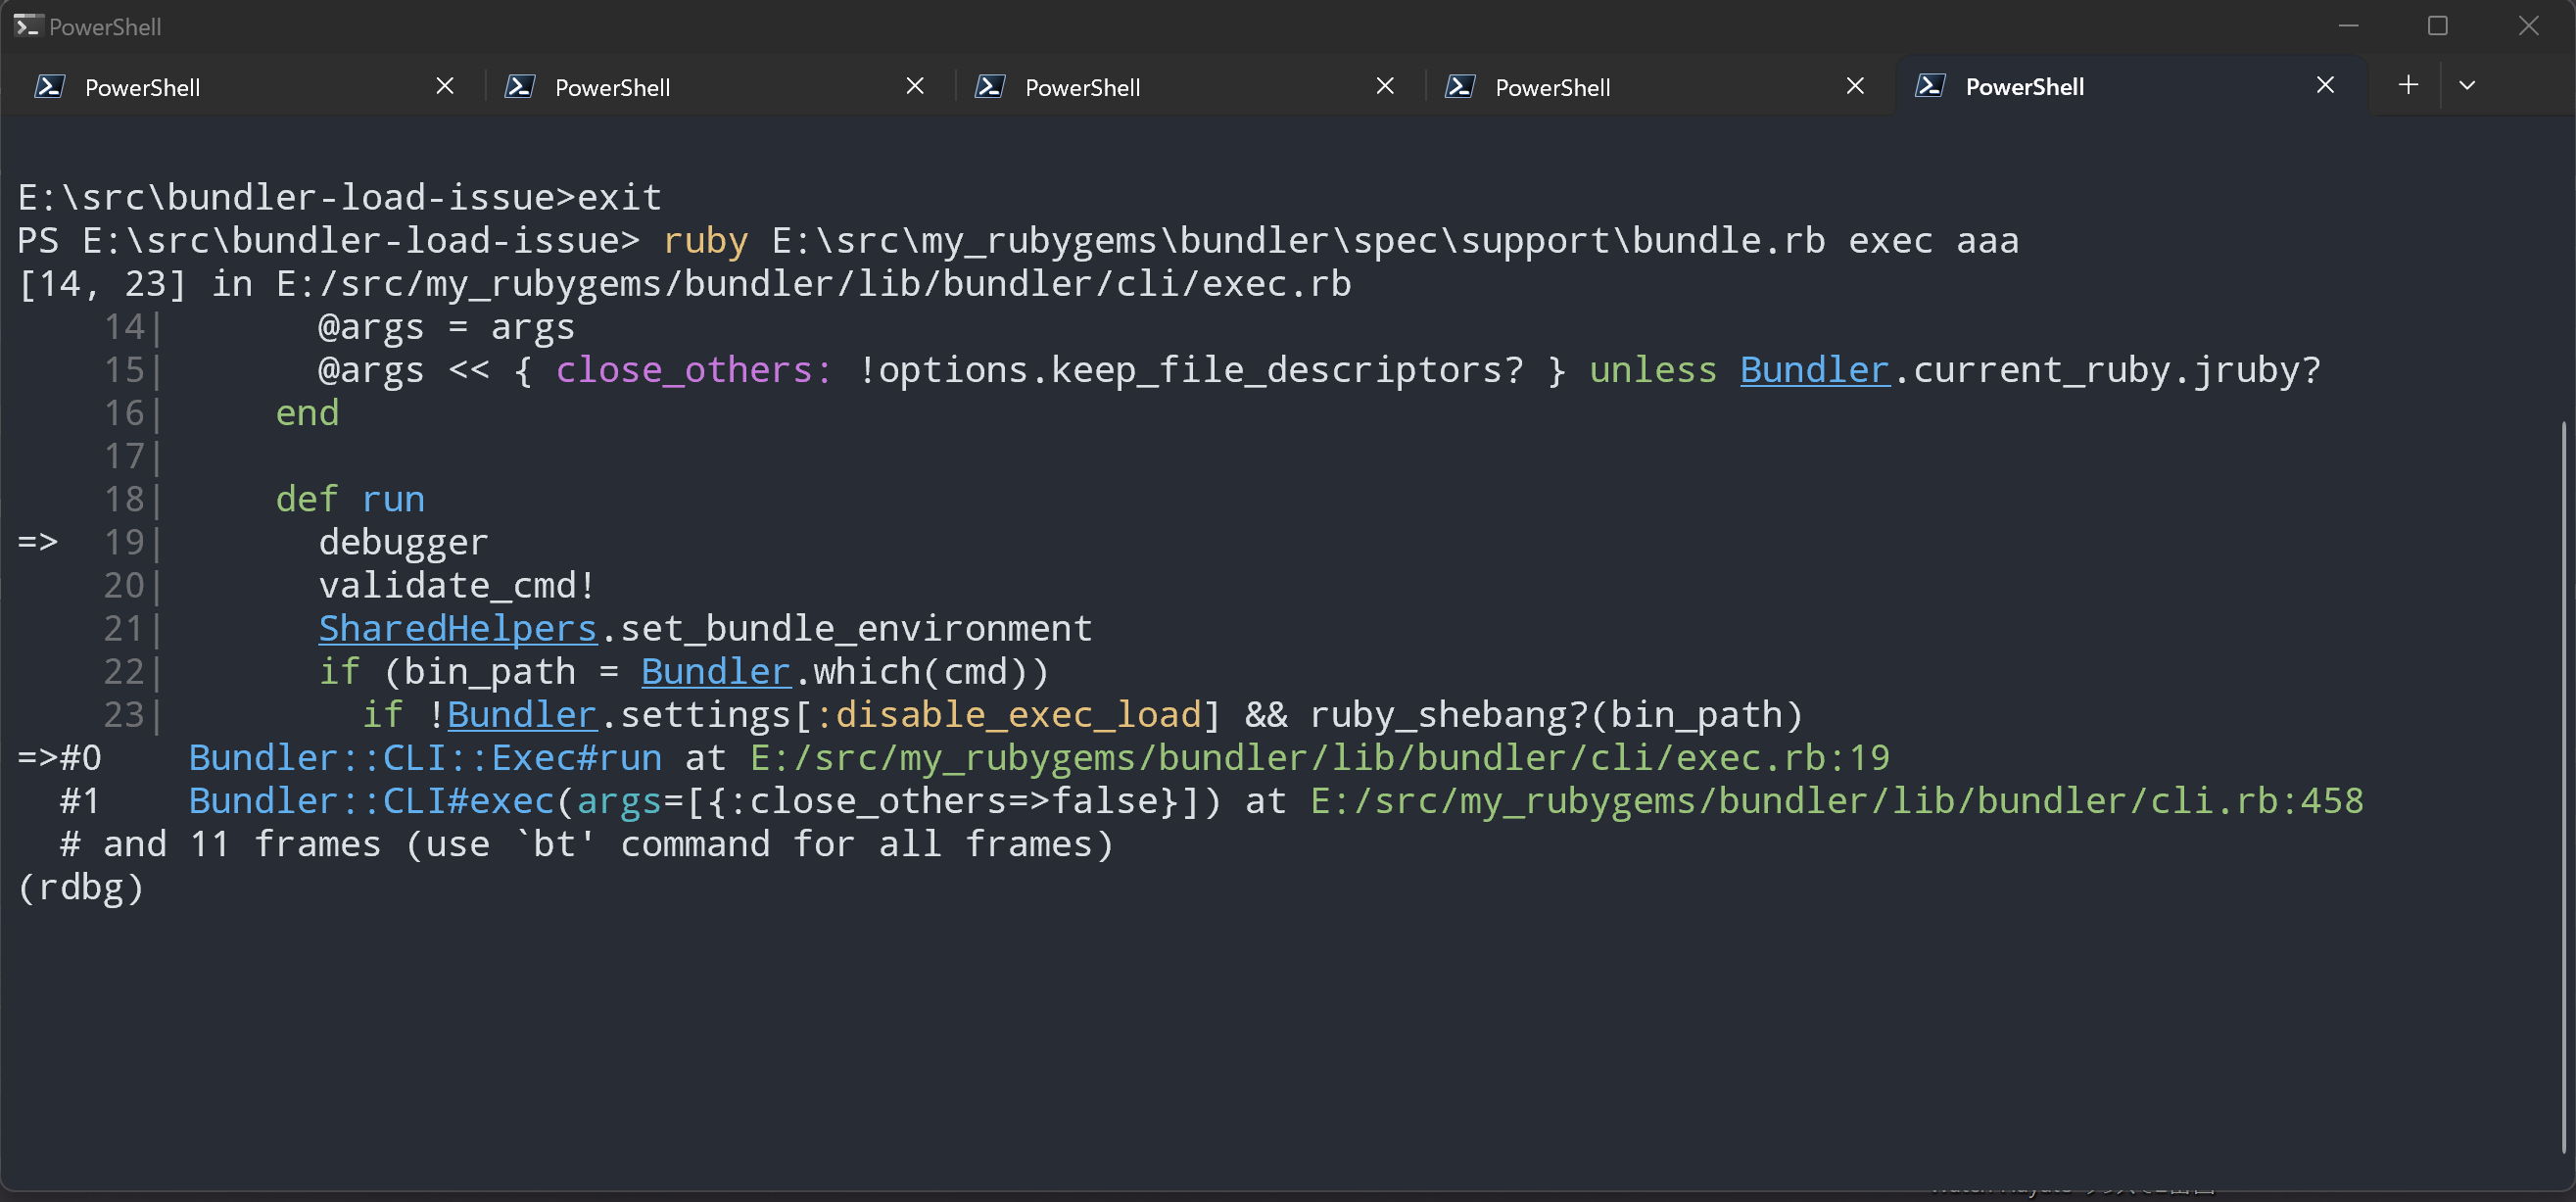 PowerShell
PowerShell PowerShell PowerShell PowerShell PowerShell
E:\src\bundler-load-issue>exit
PS E:\src\bundler-load-issue> ruby E:\src\my_rubygems\bundler\spec\support\bundle.rb exec aaa
[14, 23] in E:/src/my_rubygems/bundler/lib/bundler/cli/exec.rb
    14|       @args = args
    15|       @args << { close_others: !options.keep_file_descriptors? } unless Bundler.current_ruby.jruby?
    16|     end
    17|
    18|     def run
=>  19|       debugger
    20|       validate_cmd!
    21|       SharedHelpers.set_bundle_environment
    22|       if (bin_path = Bundler.which(cmd))
    23|         if !Bundler.settings[:disable_exec_load] && ruby_shebang?(bin_path)
=>#0    Bundler::CLI::Exec#run at E:/src/my_rubygems/bundler/lib/bundler/cli/exec.rb:19
  #1    Bundler::CLI#exec(args=[{:close_others=>false}]) at E:/src/my_rubygems/bundler/lib/bundler/cli.rb:458
  # and 11 frames (use `bt' command for all frames)
(rdbg)